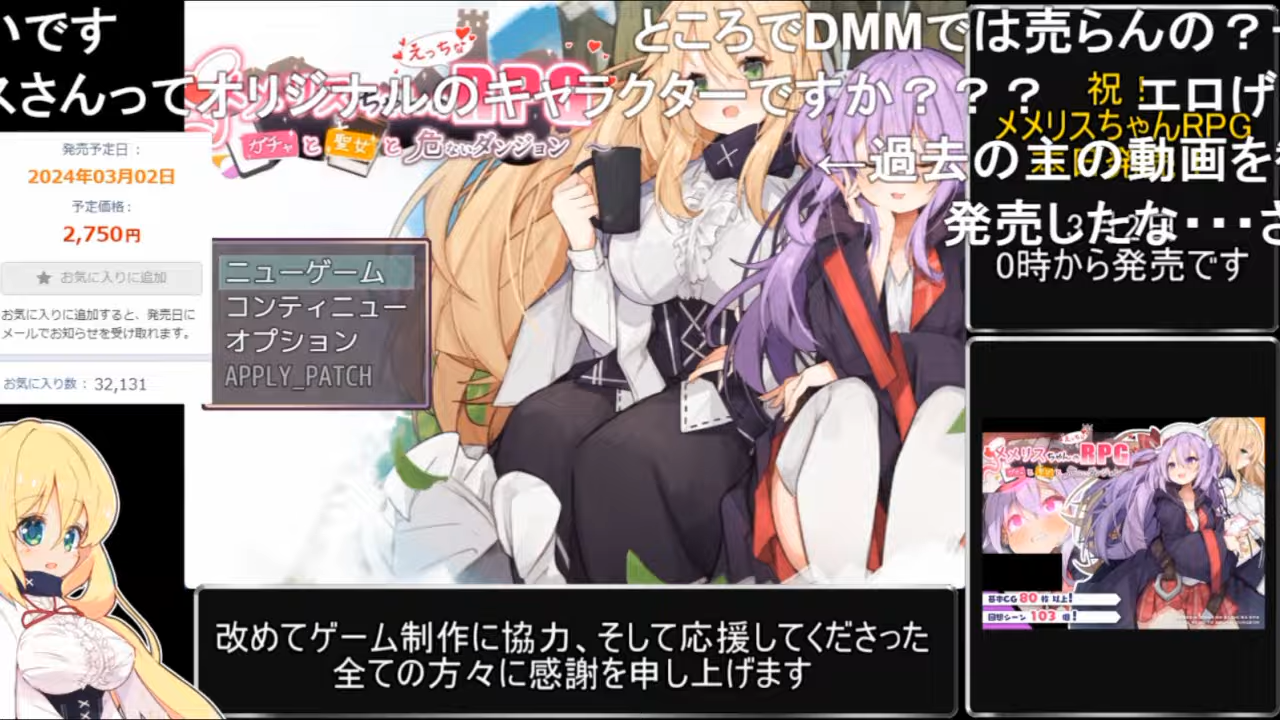 いです
ところでDMMでは売らんの？
スさんってオリジナルのキャラクターですか？？？
エロげ
←過去の主の動画を
発売したな･･･さ
えっちな
RPG
ガチャと聖女と危ないダンジョン
発売予定日：
2024年03月02日
予定価格：
2,750円
★ お気に入りに追加
お気に入りに追加すると、発売日に
メールでお知らせを受け取れます。
お気に入り数： 32,131
ニューゲーム
コンティニュー
オプション
APPLY_PATCH
祝！
メメリスちゃんRPG
0時から発売です
えっちな
メメリスちゃんのRPG
基本CG 80枚 以上!
回想シーン 103 個!
改めてゲーム制作に協力、そして応援してくださった
全ての方々に感謝を申し上げます